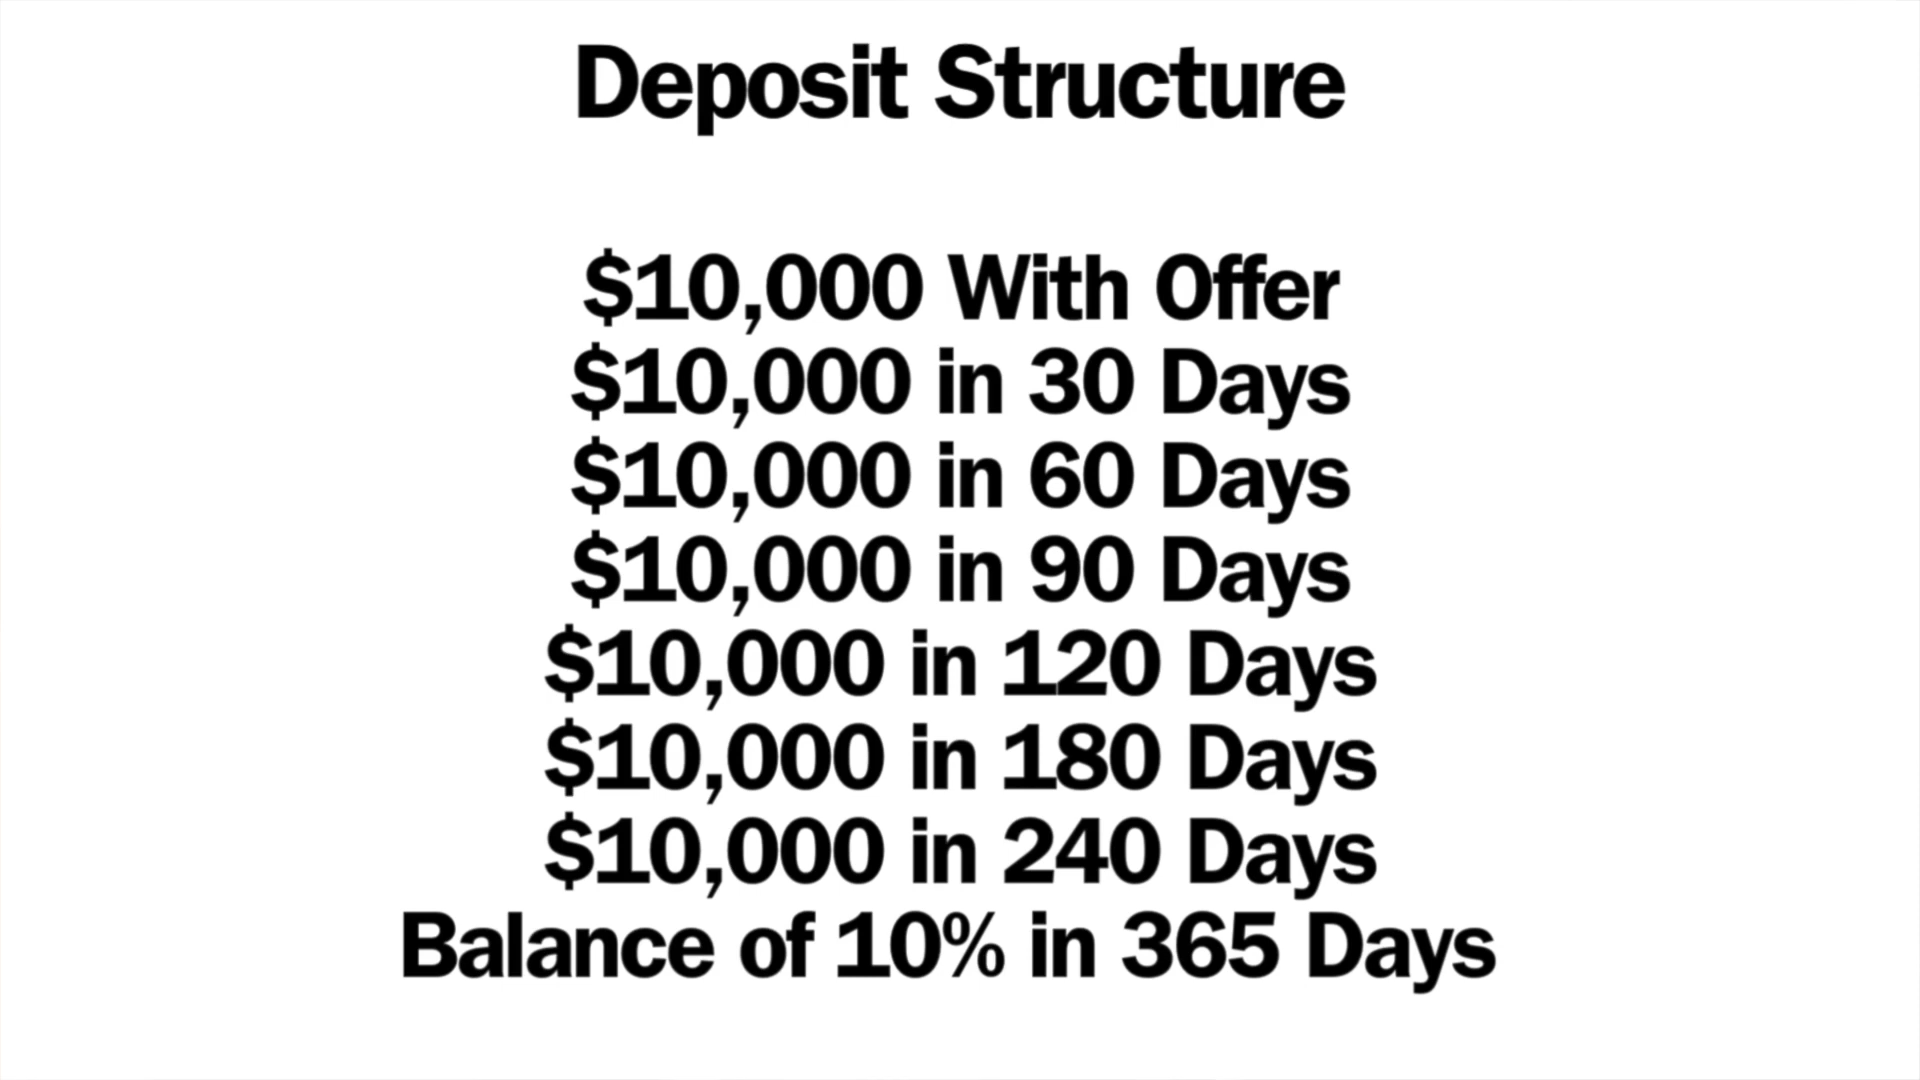 Deposit Structure
$10,000 With Offer
$10,000 in 30 Days
$10,000 in 60 Days
$10,000 in 90 Days
$10,000 in 120 Days
$10,000 in 180 Days
$10,000 in 240 Days
Balance of 10% in 365 Days